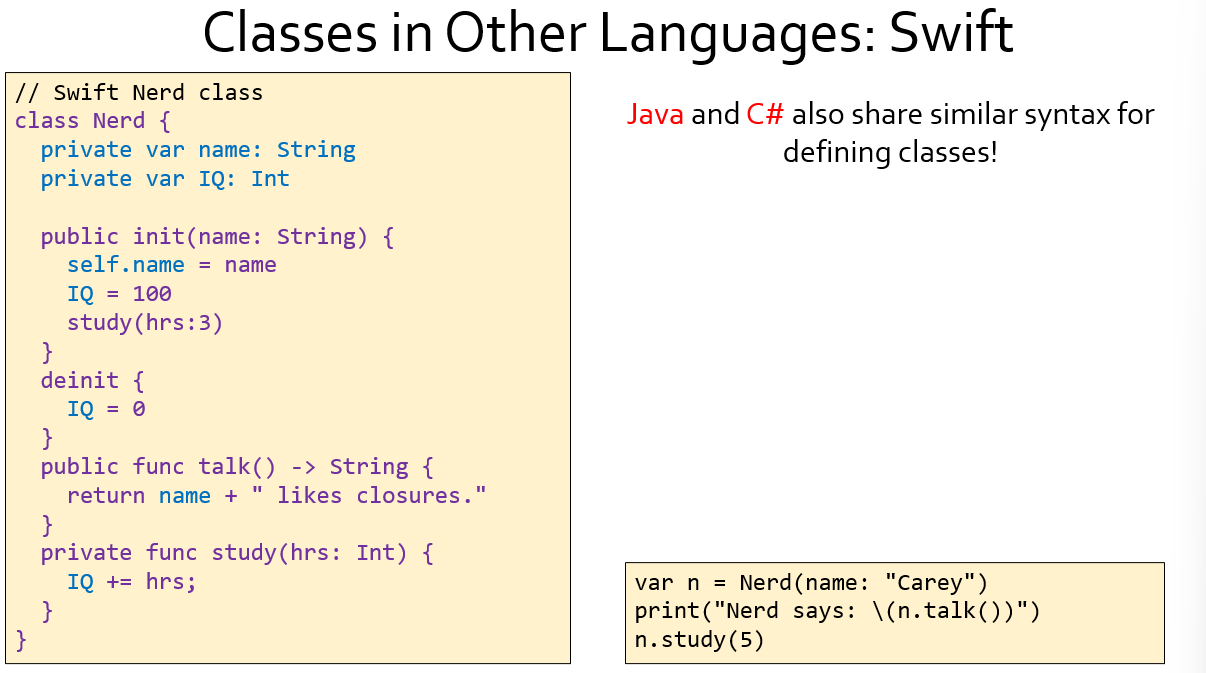 Classes in Other Languages: Swift
// Swift Nerd class
class Nerd {
  private var name: String
  private var IQ: Int

  public init(name: String) {
    self.name = name
    IQ = 100
    study(hrs:3)
  }
  deinit {
    IQ = 0
  }
  public func talk() -> String {
    return name + " likes closures."
  }
  private func study(hrs: Int) {
    IQ += hrs;
  }
}
Java and C# also share similar syntax for
defining classes!
var n = Nerd(name: "Carey")
print("Nerd says: \(n.talk())")
n.study(5)